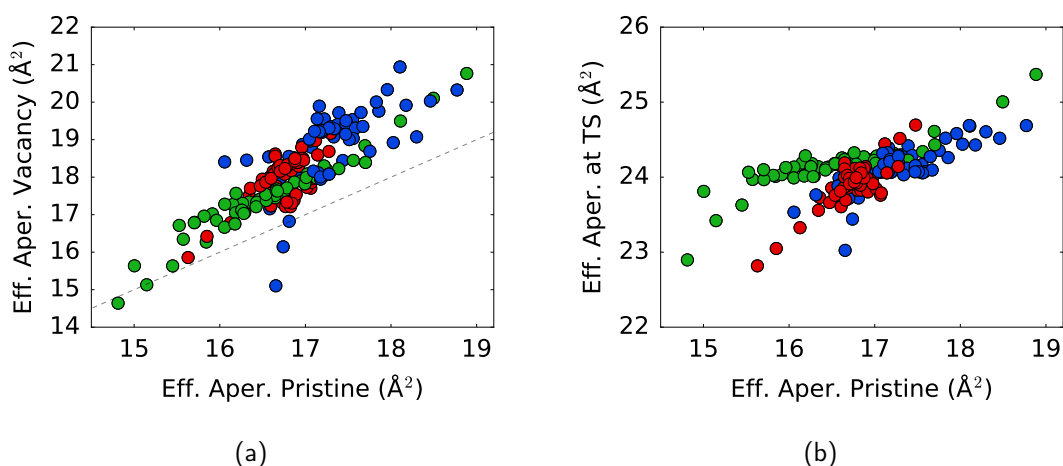 22
21
20
19
18
17
16
15
14
15 16 17 18 19
Eff. Aper. Vacancy (Å²)
Eff. Aper. Pristine (Å²)
(a)
26
25
24
23
22
15 16 17 18 19
Eff. Aper. at TS (Å²)
Eff. Aper. Pristine (Å²)
(b)